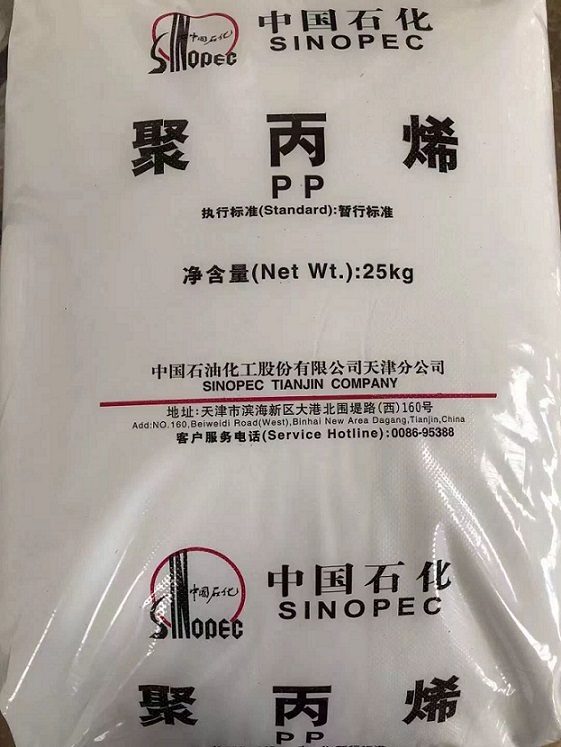 中国石化
SINOPEC
中国石化
SINOPEC
聚丙烯
PP
执行标准(Standard):暂行标准
净含量(Net Wt.):25kg
中国石油化工股份有限公司天津分公司
SINOPEC TIANJIN COMPANY
地址:天津市滨海新区大港北围堤路(西)160号
Add:NO.160,Beiweidi Road(West),Binhai New Area Dagang,Tianjin,China
客户服务电话(Service Hotline):0086-95388
中国石化
SINOPEC
中国石化
SINOPEC
聚丙烯
PP